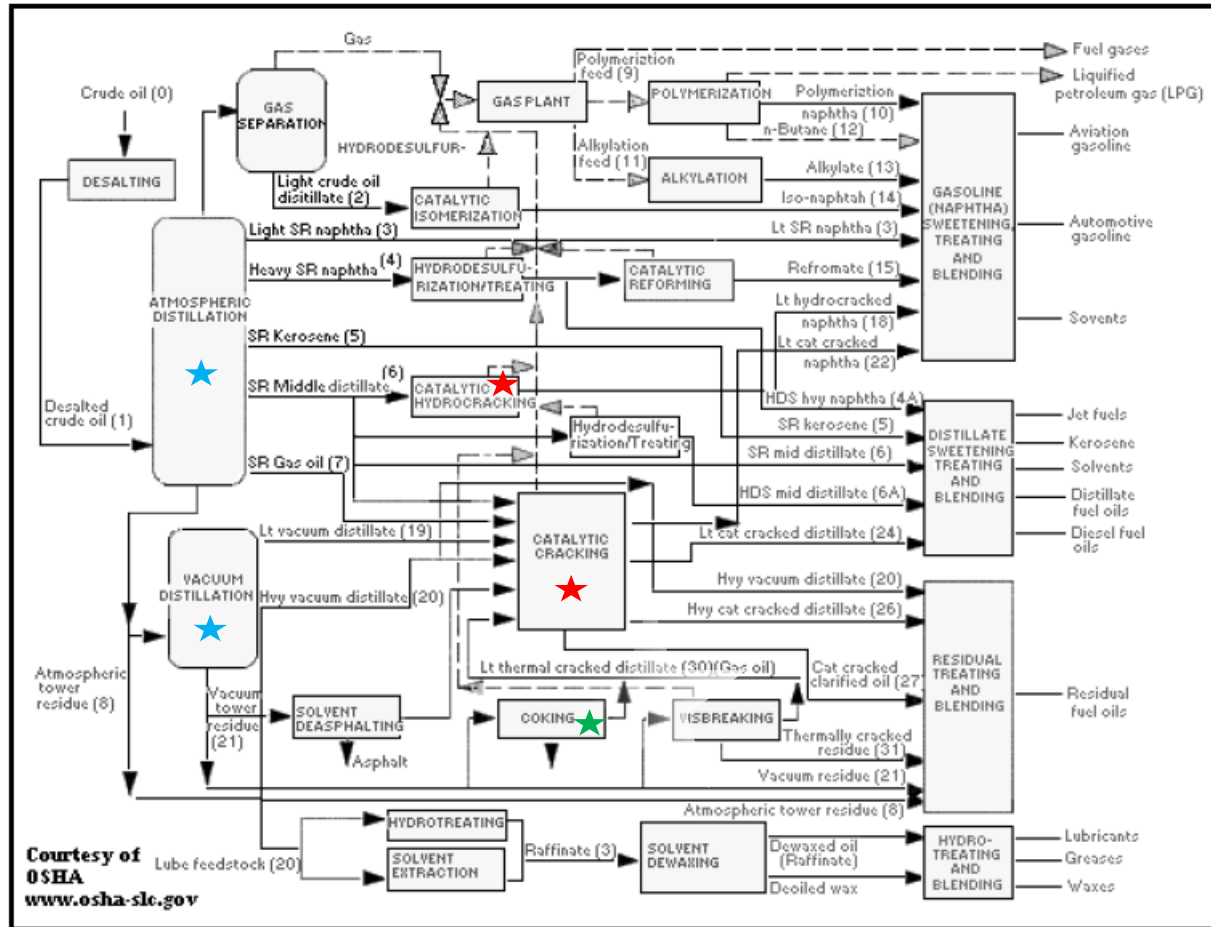 Gas
Fuel gases
Polymeriztion
feed (9)
Liquified
petroleum gas (LPG)
Crude oil (0)
GAS
SEPARATION
GAS PLANT
POLYMERIZATION
Polymeriztion
naphtha (10)
n-Butane (12)
Aviation
gasoline
HYDRODESULFUR-
Alkylation
feed (11)
DESALTING
Light crude oil
disitillate (2)
CATALYTIC
ISOMERIZATION
ALKYLATION
Alkylate (13)
Iso-naphtah (14)
GASOLINE
(NAPHTHA)
SWEETENING,
TREATING
AND
BLENDING
Automotive
gasoline
Light SR naphtha (3)
Lt SR naphtha (3)
Heavy SR naphtha (4)
HYDRODESULFU-
RIZATION/TREATING
CATALYTIC
REFORMING
Refromate (15)
ATMOSPHERIC
DISTILLATION
Lt hydrocracked
naphtha (18)
Sovents
SR Kerosene (5)
Lt cat cracked
naphtha (22)
SR Middle distillate (6)
CATALYTIC
HYDROCRACKING
HDS hvy naphtha (4A)
Jet fuels
Desalted
crude oil (1)
Hydrodesulfu-
rization/Treating
SR kerosene (5)
DISTILLATE
SWEETENING
TREATING
AND
BLENDING
Kerosene
SR Gas oil (7)
SR mid distillate (6)
Solvents
HDS mid distillate (6A)
Distillate
fuel oils
Lt vacuum distillate (19)
CATALYTIC
CRACKING
Lt cat cracked distillate (24)
Diesel fuel
oils
VACUUM
DISTILLATION
Hvy vacuum distillate (20)
Hvy vacuum distillate (20)
Hvy cat cracked distillate (26)
Atmospheric
tower
residue (8)
Lt thermal cracked distillate (30)(Gas oil)
Cat cracked
clarified oil (27)
RESIDUAL
TREATING
AND
BLENDING
Residual
fuel oils
Vacuum
tower
residue
(21)
SOLVENT
DEASPHALTING
COKING
VISBREAKING
Thermally cracked
residue (31)
Asphalt
Vacuum residue (21)
Atmospheric tower residue (8)
HYDROTREATING
Courtesy of
OSHA
www.osha-slc.gov
Lube feedstock (20)
SOLVENT
EXTRACTION
Raffinate (3)
SOLVENT
DEWAXING
Dewaxed oil
(Raffinate)
Deoiled wax
HYDRO-
TREATING
AND
BLENDING
Lubricants
Greases
Waxes